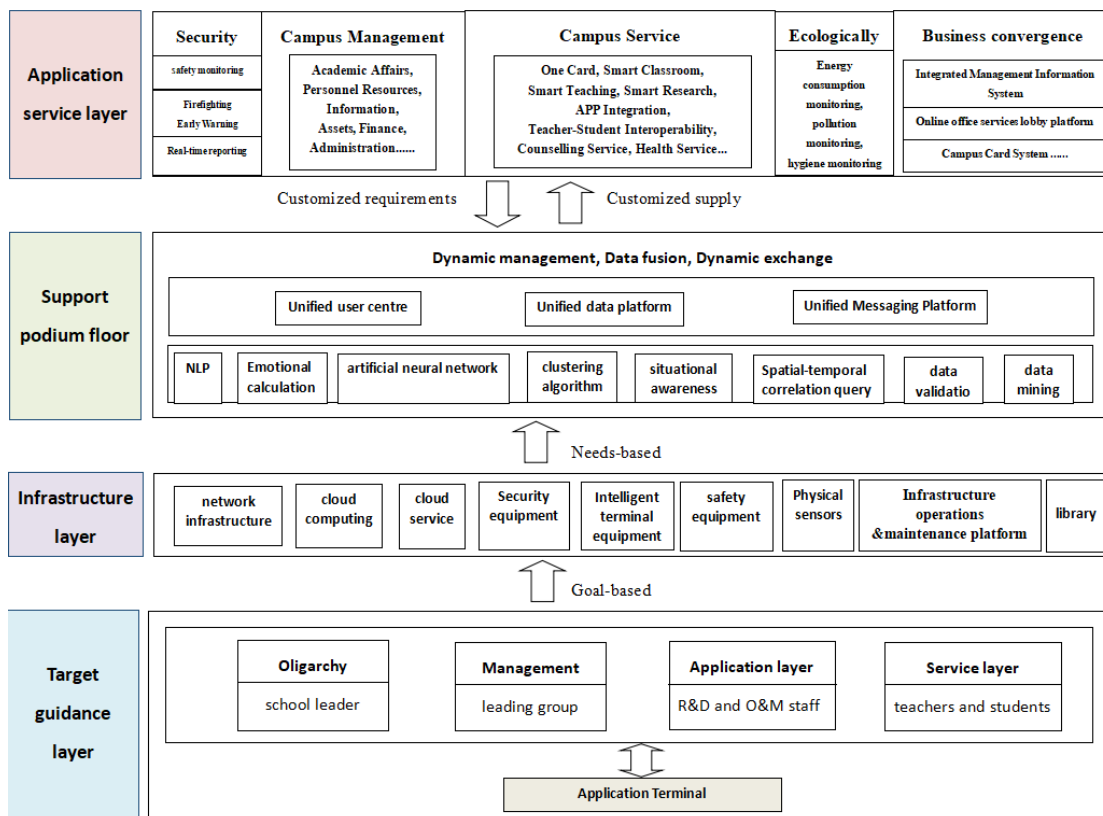 Application
service layer
Security
safety monitoring
Firefighting
Early Warning
Real-time reporting
Campus Management
Academic Affairs,
Personnel Resources,
Information,
Assets, Finance,
Administration......
Campus Service
One Card, Smart Classroom,
Smart Teaching, Smart Research,
APP Integration,
Teacher-Student Interoperability,
Counselling Service, Health Service...
Ecologically
Energy
consumption
monitoring,
pollution
monitoring,
hygiene monitoring
Business convergence
Integrated Management Information
System
Online office services lobby platform
Campus Card System ......
Customized requirements
Customized supply
Support
podium floor
Dynamic management, Data fusion, Dynamic exchange
Unified user centre
Unified data platform
Unified Messaging Platform
NLP
Emotional
calculation
artificial neural network
clustering
algorithm
situational
awareness
Spatial-temporal
correlation query
data
validatio
data
mining
Needs-based
Infrastructure
layer
network
infrastructure
cloud
computing
cloud
service
Security
equipment
Intelligent
terminal
equipment
safety
equipment
Physical
sensors
Infrastructure
operations
&maintenance platform
library
Goal-based
Target
guidance
layer
Oligarchy
school leader
Management
leading group
Application layer
R&D and O&M staff
Service layer
teachers and students
Application Terminal